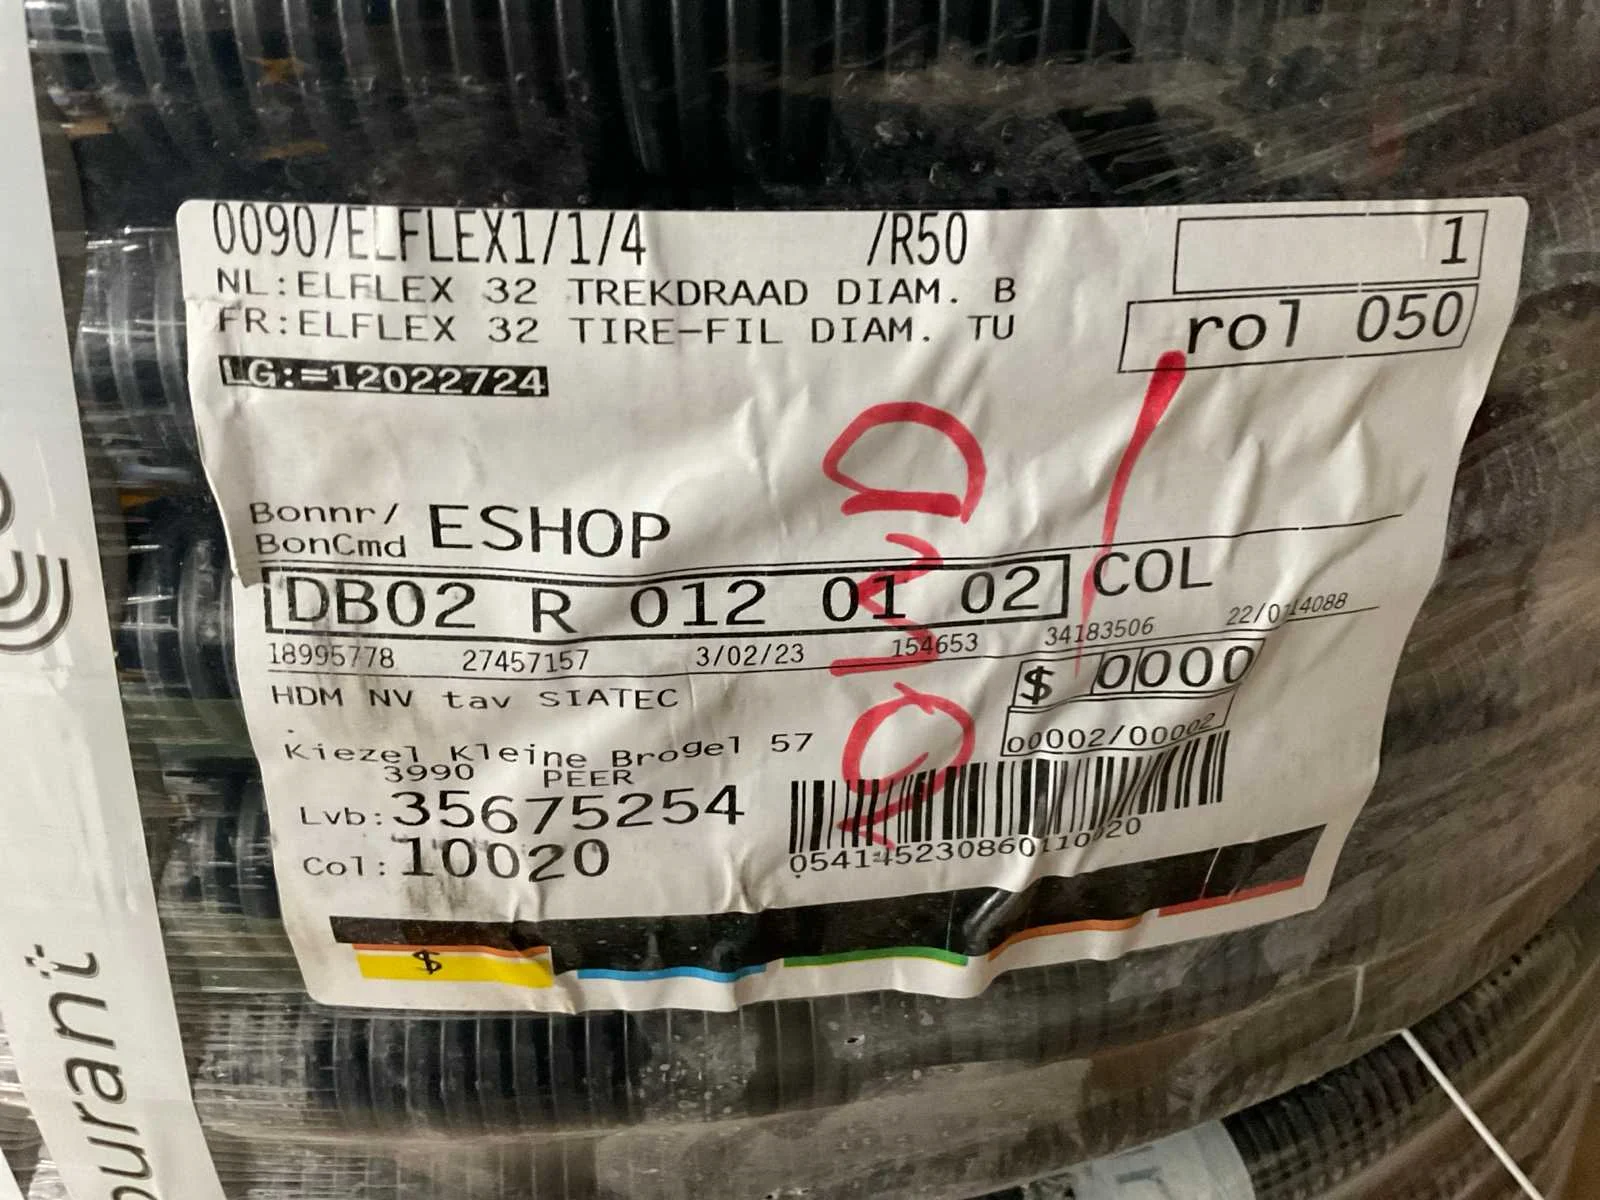 0090/ELFLEX1/1/4 /R50
1
NL:ELFLEX 32 TREKDRAAD DIAM. B
FR:ELFLEX 32 TIRE-FIL DIAM. TU
rol 050
LG:=12022724
Bonnr/
BonCmd ESHOP
DB02 R 012 01 02 COL
18995778 27457157 3/02/23 154653 34183506
HDM NV tav SIATEC
$ 0000
Kiezel Kleine Brogel 57
3990 PEER
00002/00002
Lvb:35675254
Col:10020
$
ourant